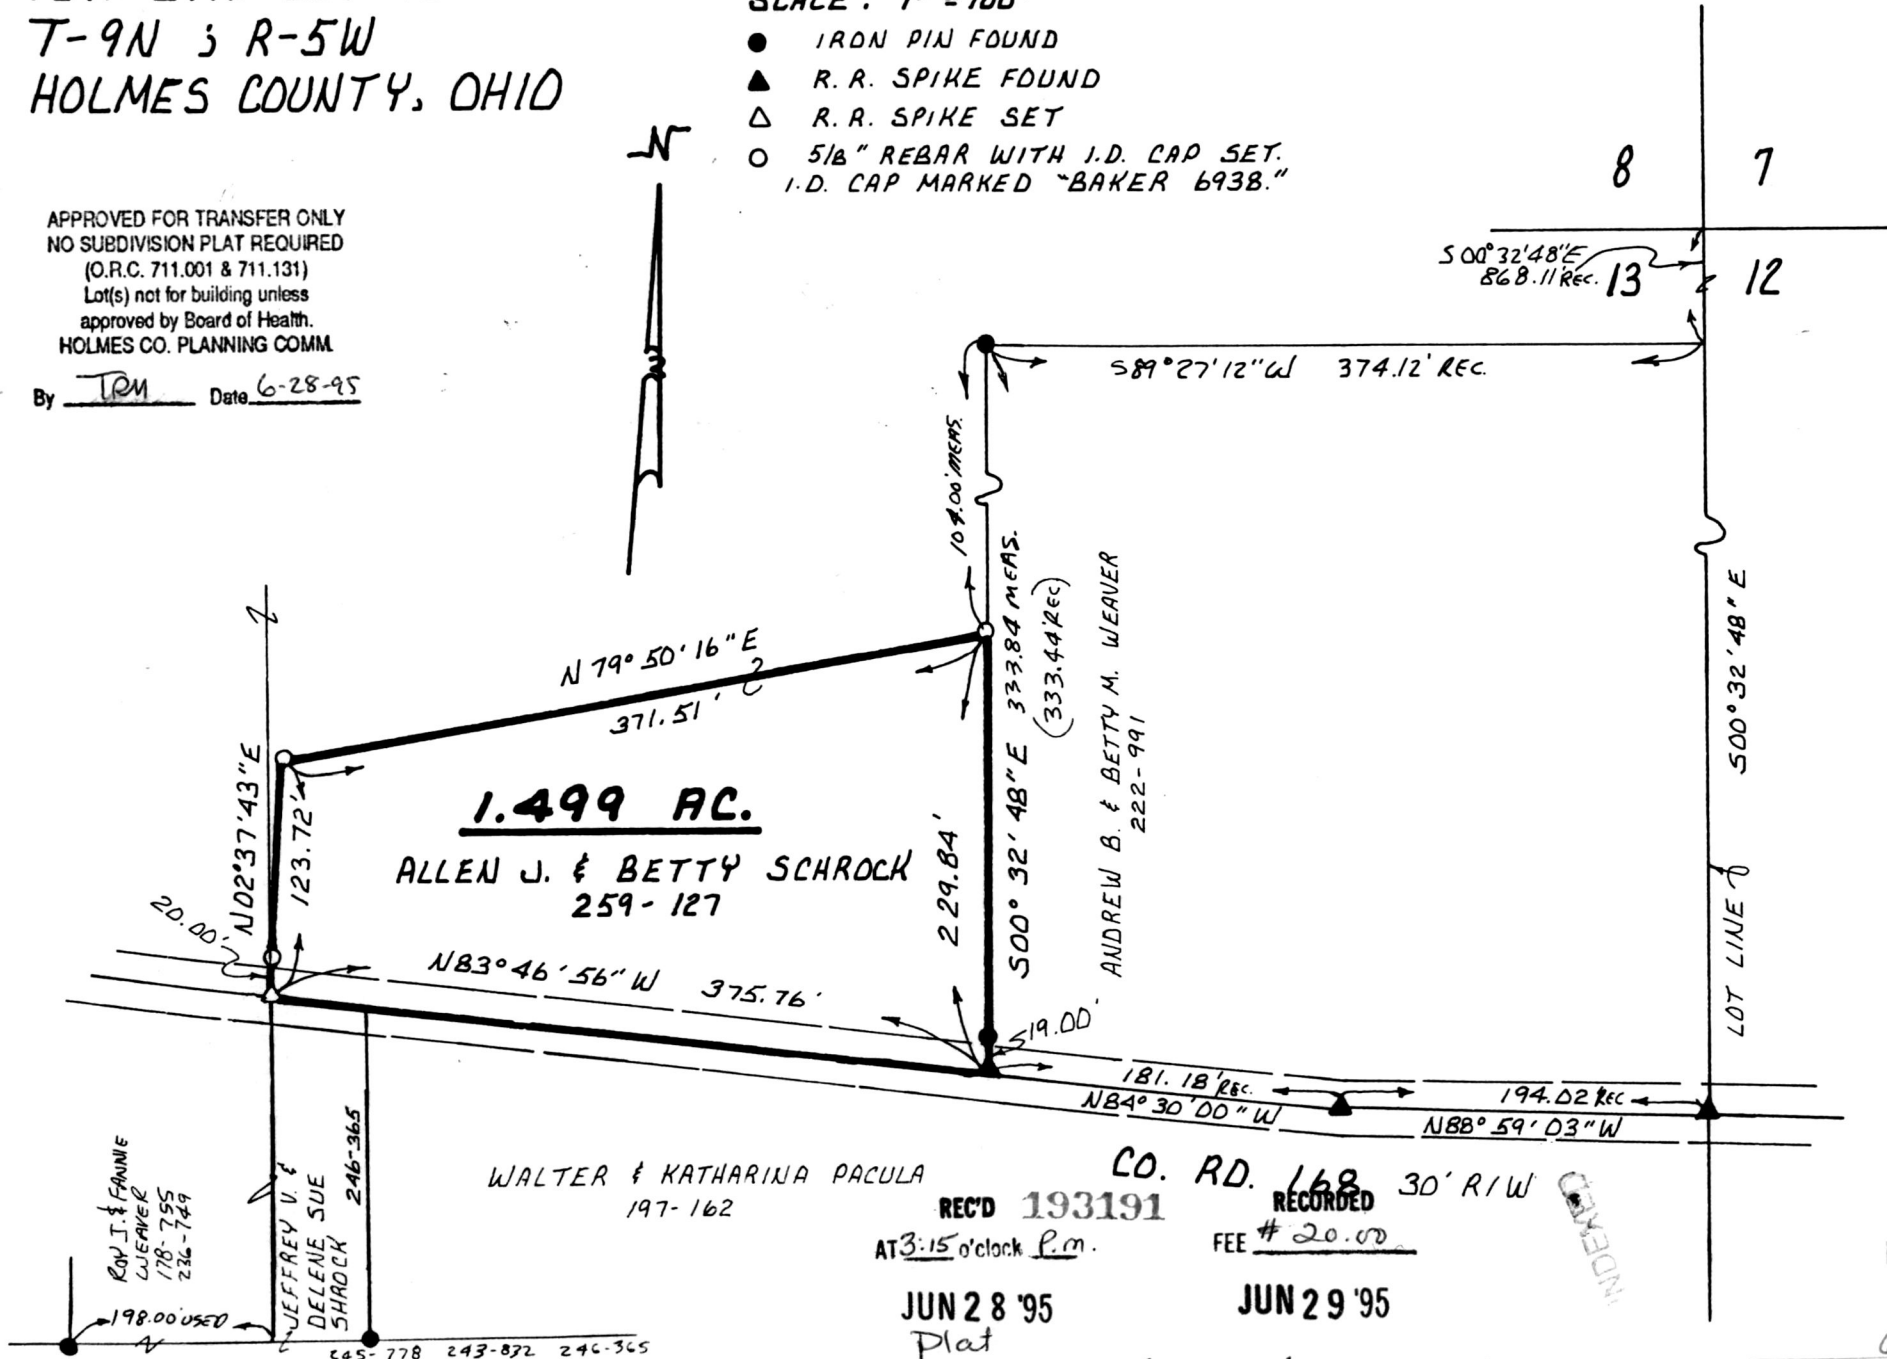 T-9N ; R-5W
HOLMES COUNTY, OHIO
SCALE: 1" = 100'
● IRON PIN FOUND
▲ R.R. SPIKE FOUND
△ R.R. SPIKE SET
○ 5/8" REBAR WITH I.D. CAP SET.
I.D. CAP MARKED "BAKER 6938."
N
APPROVED FOR TRANSFER ONLY
NO SUBDIVISION PLAT REQUIRED
(O.R.C. 711.001 & 711.131)
Lot(s) not for building unless
approved by Board of Health.
HOLMES CO. PLANNING COMM.
By TRM Date 6-28-95
8 7
13 12
S00°32'48"E
868.11' REC.
S89°27'12"W 374.12' REC.
104.00' MEAS.
S00°32'48"E 333.84 MEAS.
(333.44' REC)
229.84'
ANDREW B. & BETTY M. WEAVER
222-991
S00°32'48"E
LOT LINE
N79°50'16"E
371.51'
N02°37'43"E
123.72'
20.00'
1.499 AC.
ALLEN J. & BETTY SCHROCK
259-127
N83°46'56"W 375.76'
19.00'
181.18' REC.
N84°30'00"W
194.02 REC
N88°59'03"W
CO. RD. 168 30' R/W
WALTER & KATHARINA PACULA
197-162
ROY J. & FANNIE
WEAVER
178-755
236-749
JEFFREY V. &
DELENE SUE
SHROCK 246-365
198.00' USED
245-778 243-832 246-365
REC'D 193191
AT 3:15 o'clock P.m.
JUN 28 '95
Plat
RECORDED
FEE # 20.00
JUN 29 '95
INDEXED